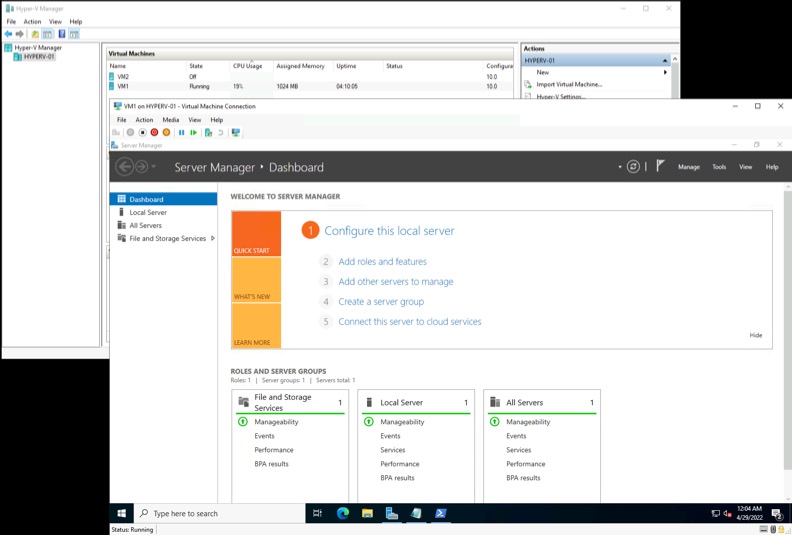 Hyper-V Manager
File Action View Help
Hyper-V Manager
HYPERV-01
Virtual Machines
Name State CPU Usage Assigned Memory Uptime Status Configura
VM2 Off 10.0
VM1 Running 19% 1024 MB 04:10:05 10.0
Actions
HYPERV-01
New
Import Virtual Machine...
Hyper-V Settings...
VM1 on HYPERV-01 - Virtual Machine Connection
File Action Media View Help
Server Manager
Server Manager • Dashboard
Manage Tools View Help
Dashboard
Local Server
All Servers
File and Storage Services
WELCOME TO SERVER MANAGER
QUICK START
WHAT'S NEW
LEARN MORE
1 Configure this local server
2 Add roles and features
3 Add other servers to manage
4 Create a server group
5 Connect this server to cloud services
Hide
ROLES AND SERVER GROUPS
Roles: 1 | Server groups: 1 | Servers total: 1
File and Storage Services 1
Manageability
Events
Performance
BPA results
Local Server 1
Manageability
Events
Services
Performance
BPA results
All Servers 1
Manageability
Events
Services
Performance
BPA results
Type here to search
12:04 AM
4/29/2022
2
Status: Running